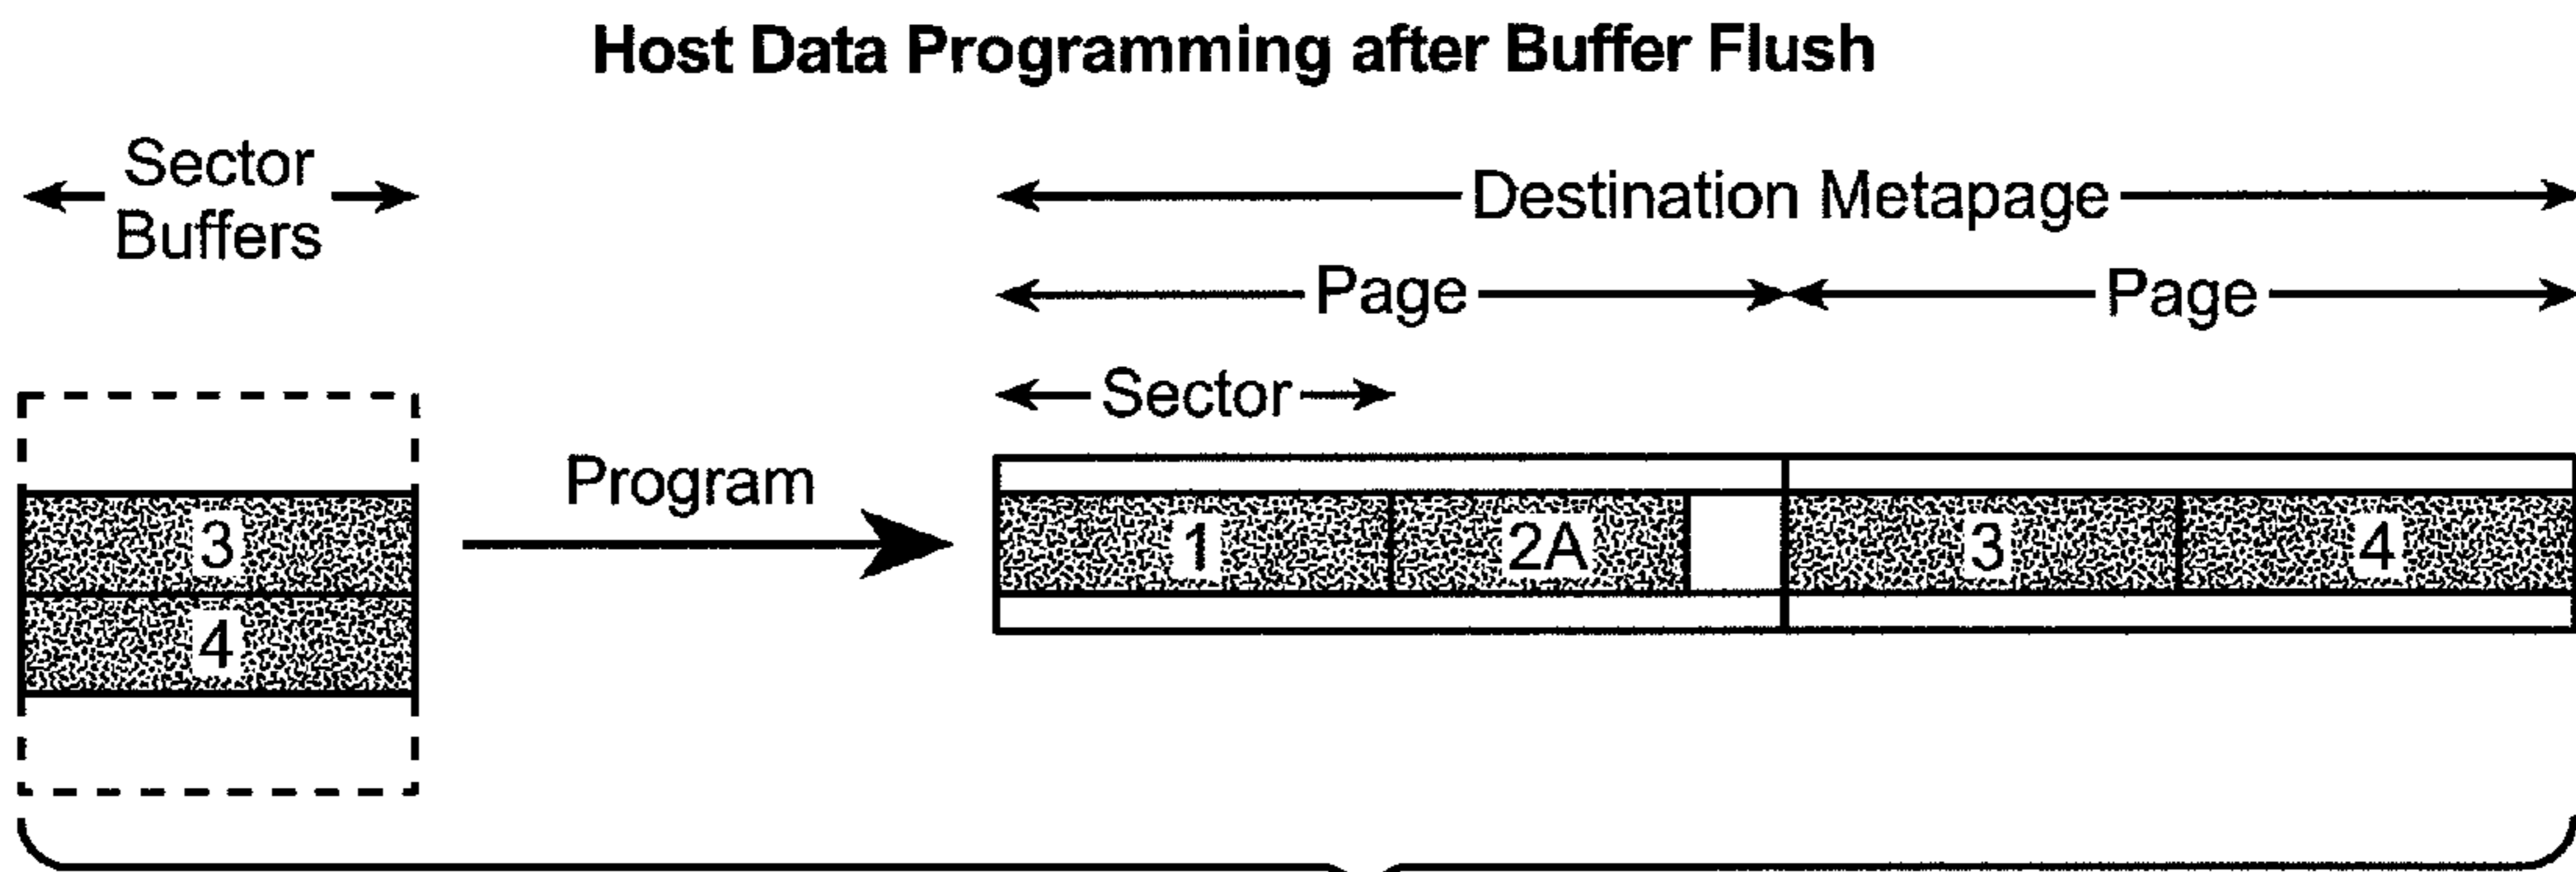 Host Data Programming after Buffer Flush
Sector
Buffers
Destination Metapage
Page
Page
Sector
Program
3
4
1
2A
3
4